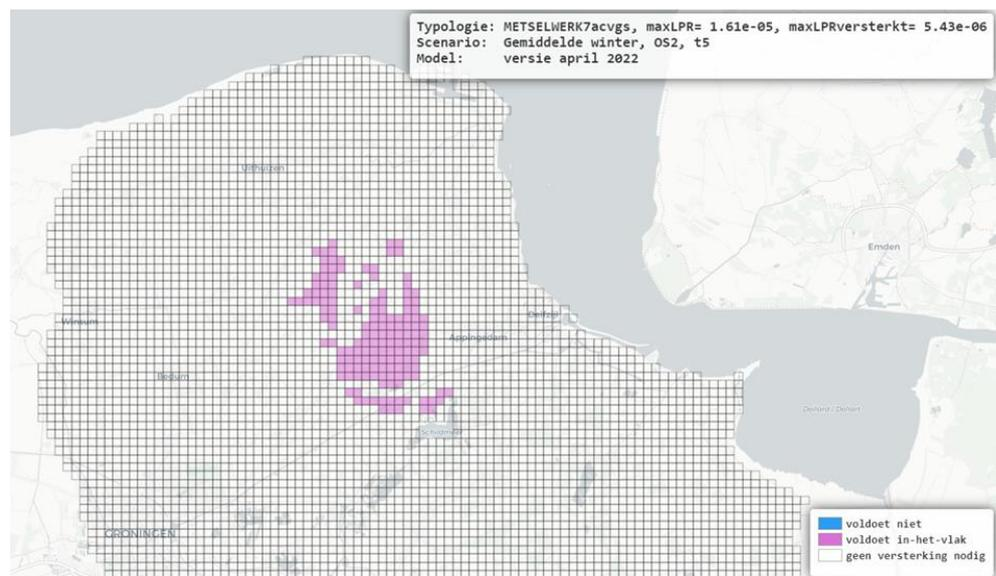 Typologie: METSELWERK7acvgs, maxLPR= 1.61e-05, maxLPRversterkt= 5.43e-06
Scenario: Gemiddelde winter, OS2, t5
Model: versie april 2022
Uithuizen
Emden
Delfzijl
Winsum
Appingedam
Bedum
Dollard / Dollart
Schildmeer
GRONINGEN
voldoet niet
voldoet in-het-vlak
geen versterking nodig